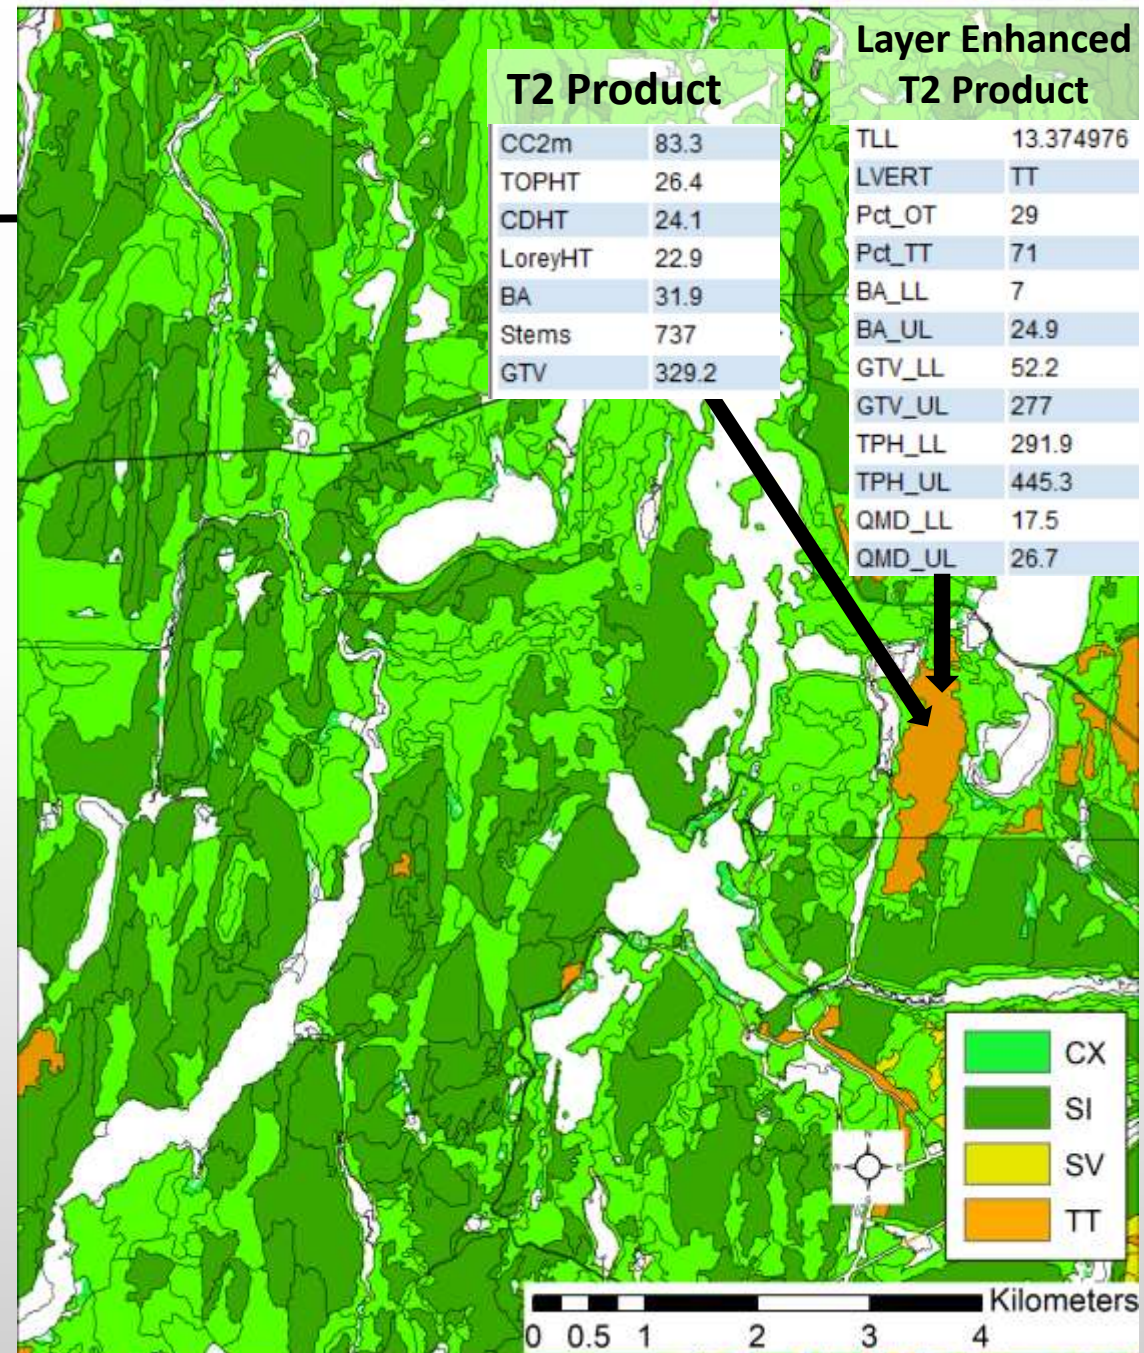 T2 Product
CC2m 83.3
TOPHT 26.4
CDHT 24.1
LoreyHT 22.9
BA 31.9
Stems 737
GTV 329.2
Layer Enhanced
T2 Product
TLL 13.374976
LVERT TT
Pct_OT 29
Pct_TT 71
BA_LL 7
BA_UL 24.9
GTV_LL 52.2
GTV_UL 277
TPH_LL 291.9
TPH_UL 445.3
QMD_LL 17.5
QMD_UL 26.7
CX
SI
SV
TT
N
W E
Kilometers
0 0.5 1 2 3 4